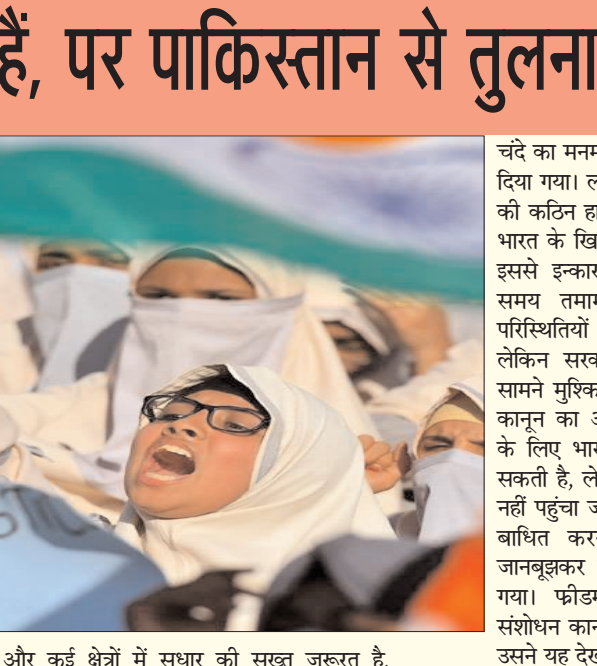 हैं, पर पाकिस्तान से तुलना
चंदे का मनम
दिया गया। ल
की कठिन हा
भारत के खि
इससे इन्कार
समय तमाम
परिस्थितियों
लेकिन सरक
सामने मुश्कि
कानून का अ
के लिए भार
सकती है, ले
नहीं पहुंचा ज
बाधित कर
जानबूझकर
गया। फ्रीडम
संशोधन कान
उसने यह देख
और कई क्षेत्रों में सुधार की सख्त जरूरत है,